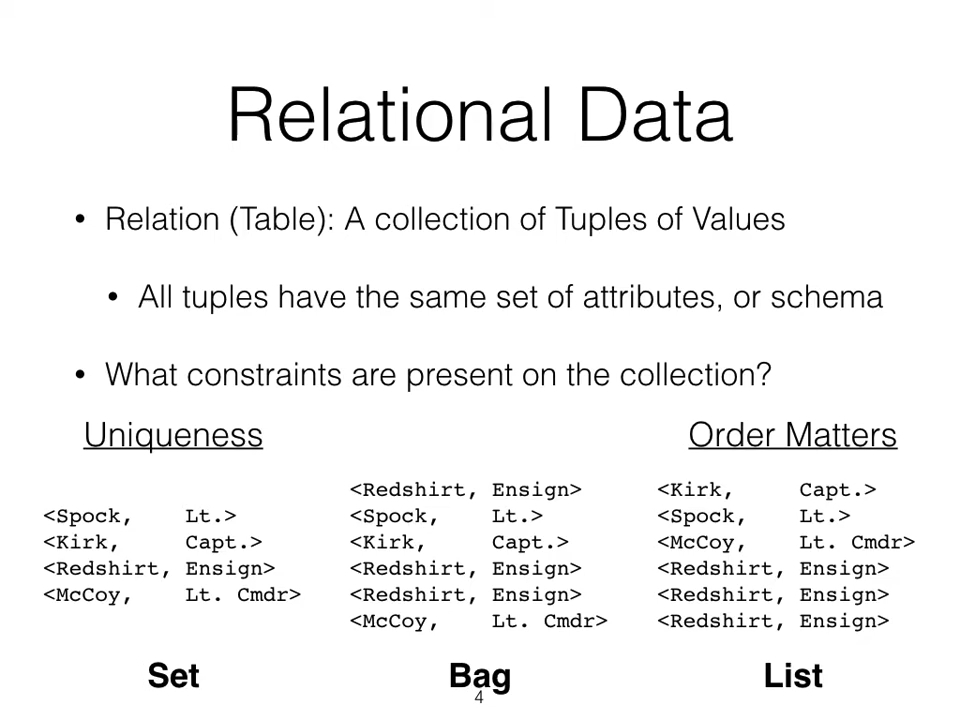 Relational Data
• Relation (Table): A collection of Tuples of Values
• All tuples have the same set of attributes, or schema
• What constraints are present on the collection?
Uniqueness
<Spock, Lt.>
<Kirk, Capt.>
<Redshirt, Ensign>
<McCoy, Lt. Cmdr>
Set
<Redshirt, Ensign>
<Spock, Lt.>
<Kirk, Capt.>
<Redshirt, Ensign>
<Redshirt, Ensign>
<McCoy, Lt. Cmdr>
Bag
Order Matters
<Kirk, Capt.>
<Spock, Lt.>
<McCoy, Lt. Cmdr>
<Redshirt, Ensign>
<Redshirt, Ensign>
<Redshirt, Ensign>
List
4